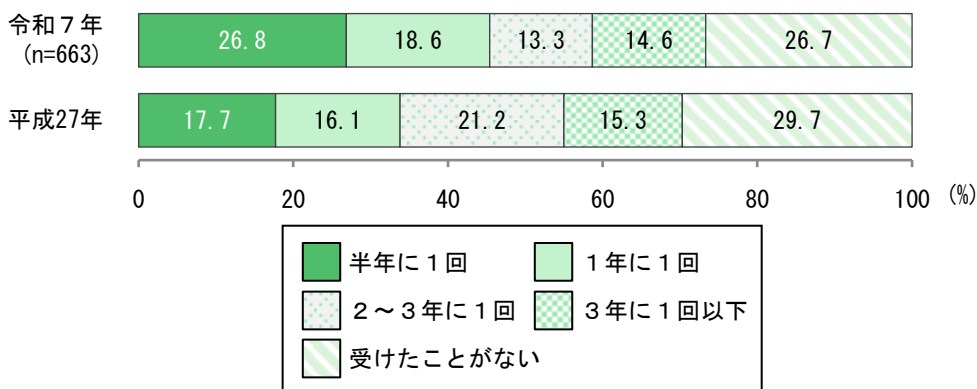 令和７年
(n=663)
26.8 18.6 13.3 14.6 26.7
平成27年
17.7 16.1 21.2 15.3 29.7
0 20 40 60 80 100 (%)
半年に１回 １年に１回
２～３年に１回 ３年に１回以下
受けたことがない